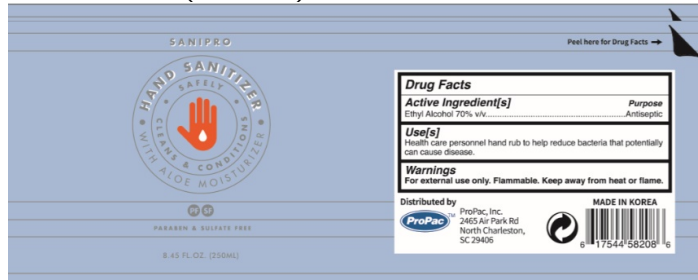 SANIPRO
HAND SANITIZER
SAFELY
CLEANS & CONDITIONS
WITH ALOE MOISTURIZER
PF SF
PARABEN & SULFATE FREE
8.45 FL.OZ. (250ML)
Peel here for Drug Facts
Drug Facts
Active Ingredient[s] Purpose
Ethyl Alcohol 70% v/v..........................................Antiseptic
Use[s]
Health care personnel hand rub to help reduce bacteria that potentially
can cause disease.
Warnings
For external use only. Flammable. Keep away from heat or flame.
Distributed by
ProPac™
ProPac, Inc.
2465 Air Park Rd
North Charleston,
SC 29406
MADE IN KOREA
6 17544 58208 6